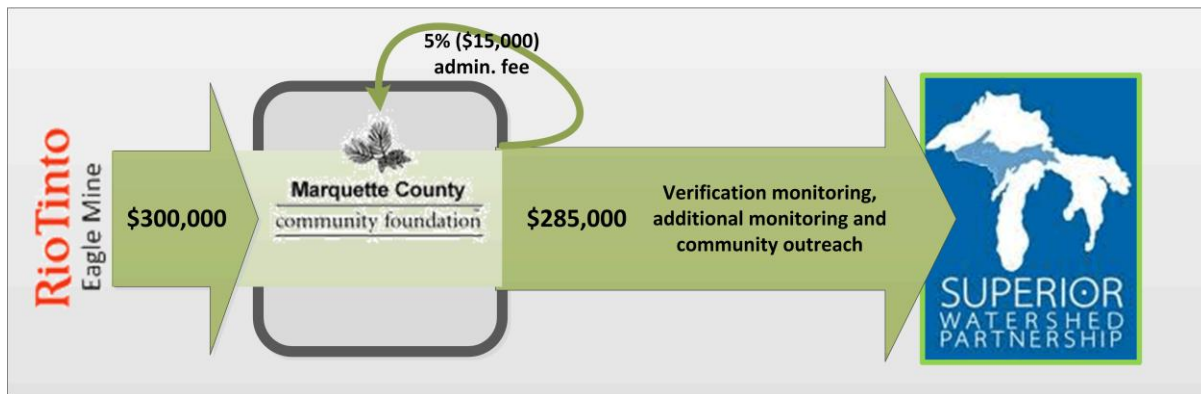 RioTinto
Eagle Mine
$300,000
5% ($15,000)
admin. fee
Marquette County
community foundation
$285,000
Verification monitoring,
additional monitoring and
community outreach
SUPERIOR
WATERSHED
PARTNERSHIP